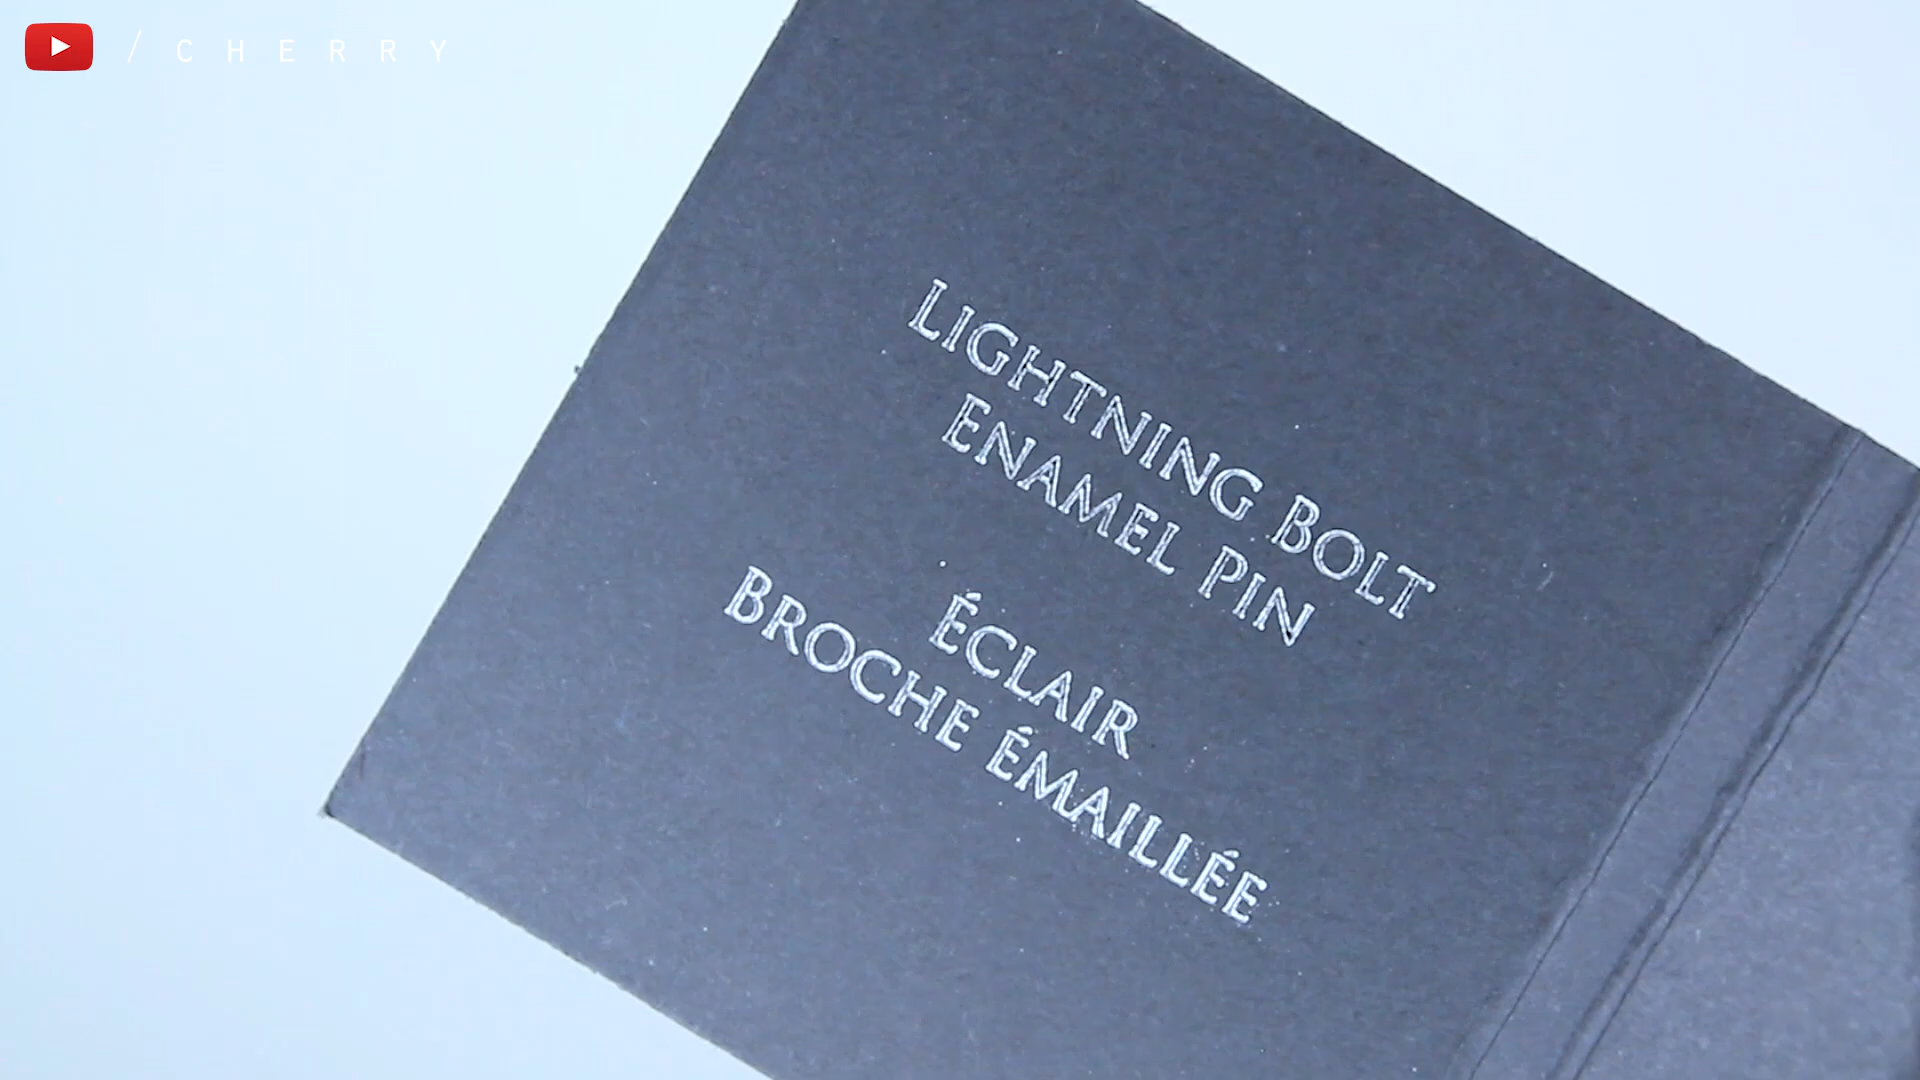 / CHERRY
LIGHTNING BOLT
ENAMEL PIN
ÉCLAIR
BROCHE ÉMAILLÉE